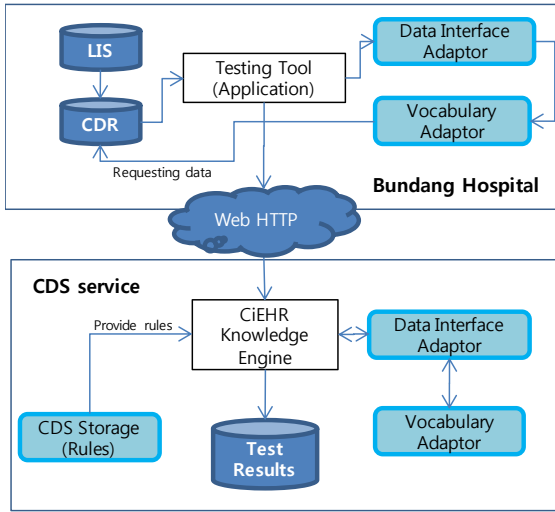 LIS
CDR
Testing Tool
(Application)
Data Interface
Adaptor
Vocabulary
Adaptor
Requesting data
Bundang Hospital
Web HTTP
CDS service
Provide rules
CiEHR
Knowledge
Engine
Data Interface
Adaptor
CDS Storage
(Rules)
Test
Results
Vocabulary
Adaptor